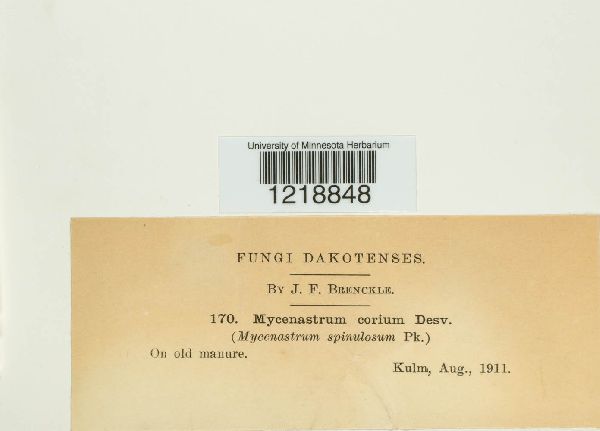 University of Minnesota Herbarium
1218848
FUNGI DAKOTENSES.
BY J. F. BRENCKLE.
170. Mycenastrum corium Desv.
(Mycenastrum spinulosum Pk.)
On old manure.
Kulm, Aug., 1911.